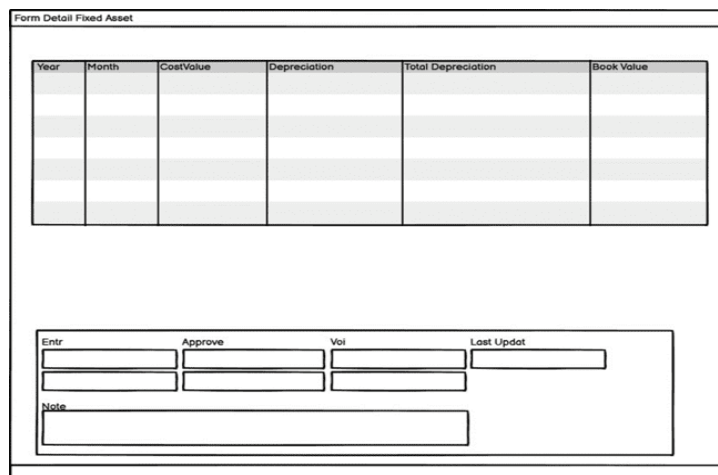 Form Detail Fixed Asset
Year Month CostValue Depreciation Total Depreciation Book Value
Entr Approve Voi Last Updat
Note